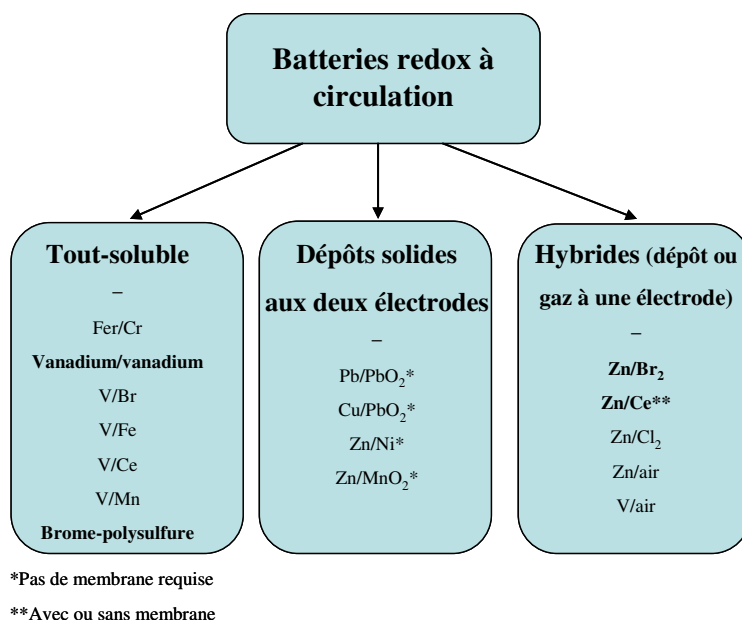 Batteries redox à
circulation
Tout-soluble
–
Fer/Cr
Vanadium/vanadium
V/Br
V/Fe
V/Ce
V/Mn
Brome-polysulfure
Dépôts solides
aux deux électrodes
–
Pb/PbO₂*
Cu/PbO₂*
Zn/Ni*
Zn/MnO₂*
Hybrides (dépôt ou
gaz à une électrode)
–
Zn/Br₂
Zn/Ce**
Zn/Cl₂
Zn/air
V/air
*Pas de membrane requise
**Avec ou sans membrane